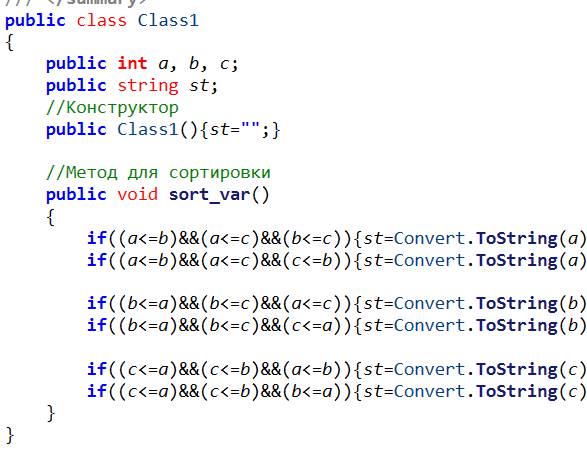 /// </summary>
public class Class1
{
    public int a, b, c;
    public string st;
    //Конструктор
    public Class1(){st="";}

    //Метод для сортировки
    public void sort_var()
    {
        if((a<=b)&&(a<=c)&&(b<=c)){st=Convert.ToString(a)
        if((a<=b)&&(a<=c)&&(c<=b)){st=Convert.ToString(a)

        if((b<=a)&&(b<=c)&&(a<=c)){st=Convert.ToString(b)
        if((b<=a)&&(b<=c)&&(c<=a)){st=Convert.ToString(b)

        if((c<=a)&&(c<=b)&&(a<=b)){st=Convert.ToString(c)
        if((c<=a)&&(c<=b)&&(b<=a)){st=Convert.ToString(c)
    }
}